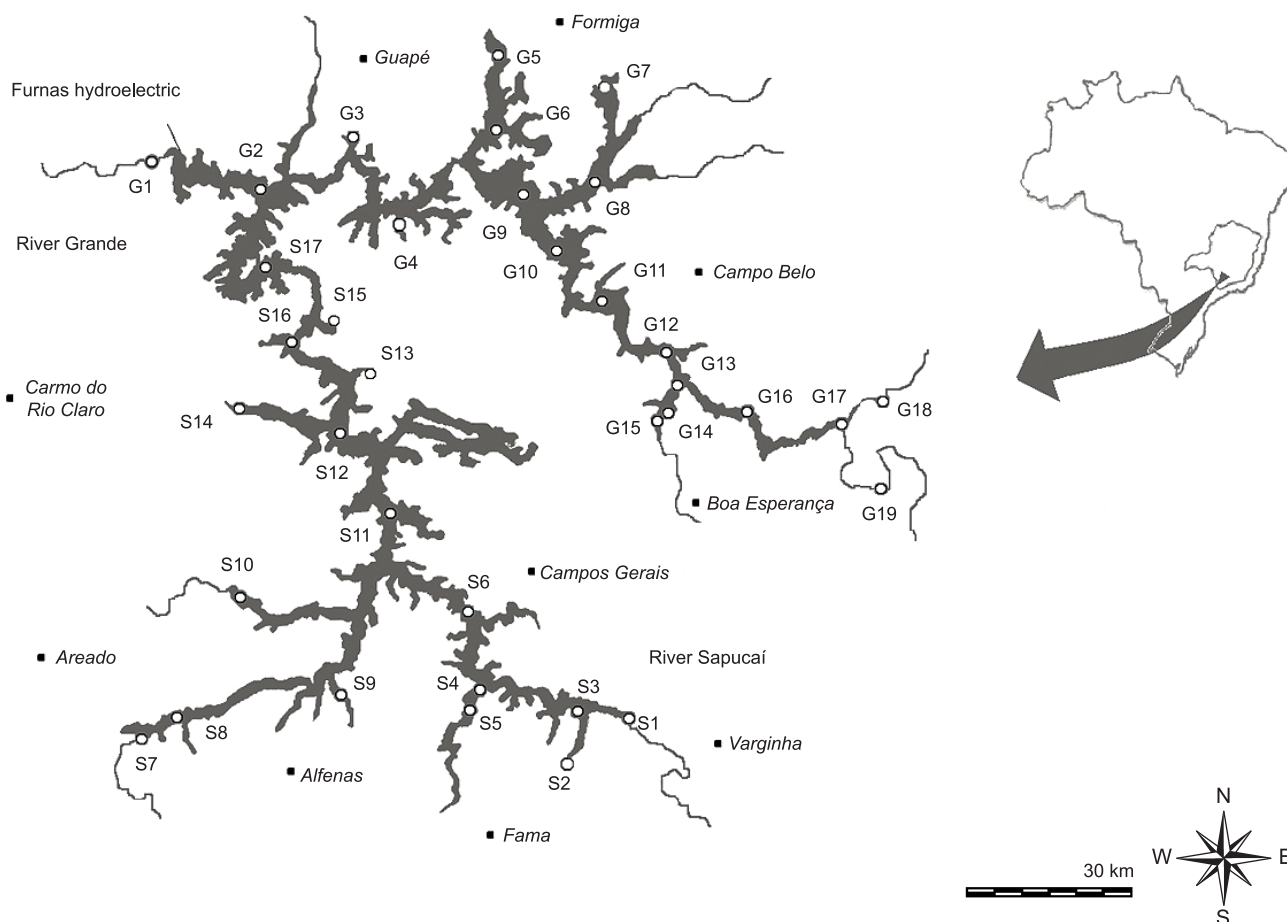 Formiga
Guapé
G5
G7
Furnas hydroelectric
G6
G3
G2
G1
G8
G9
River Grande
S17
G4
G10
G11
Campo Belo
S15
S16
G12
G13
S13
Carmo do
Rio Claro
S14
G16
G17
G18
G15
G14
S12
Boa Esperança
G19
S11
S10
S6
Campos Gerais
Areado
River Sapucaí
S9
S4
S3
S8
S5
S1
S7
Varginha
Alfenas
S2
Fama
N
W
E
S
30 km